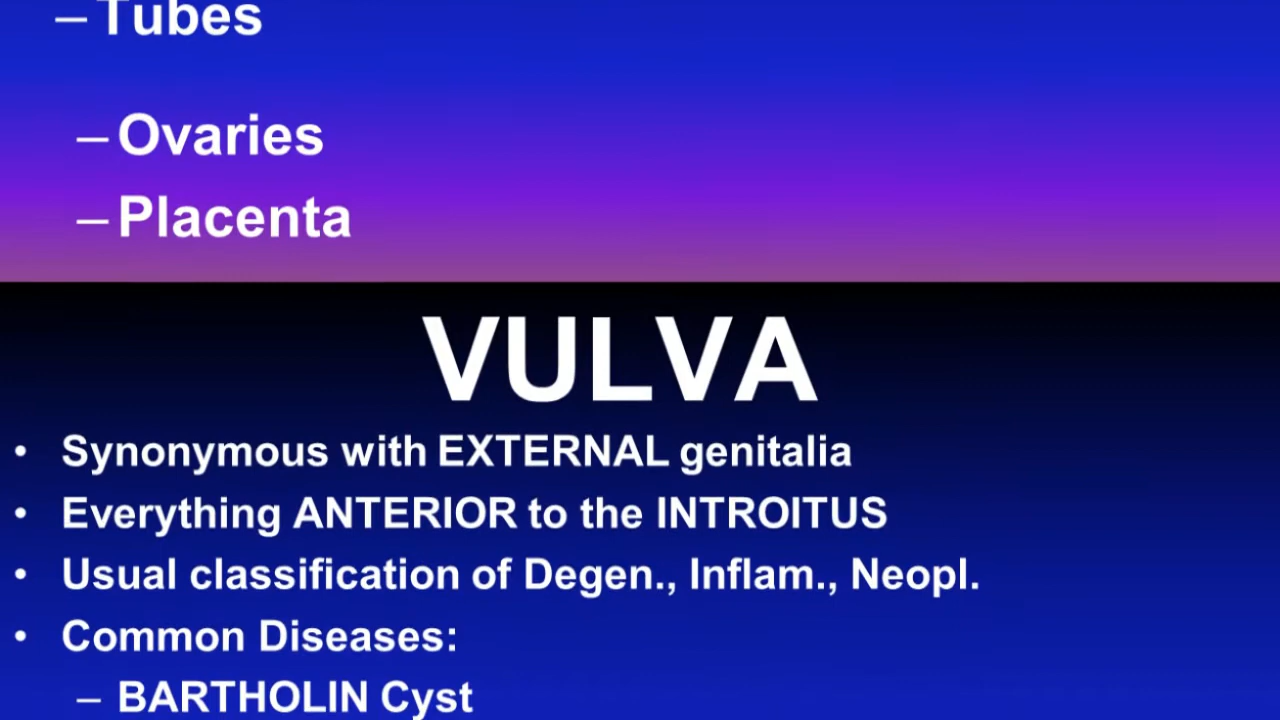 – Tubes
– Ovaries
– Placenta
VULVA
• Synonymous with EXTERNAL genitalia
• Everything ANTERIOR to the INTROITUS
• Usual classification of Degen., Inflam., Neopl.
• Common Diseases:
– BARTHOLIN Cyst